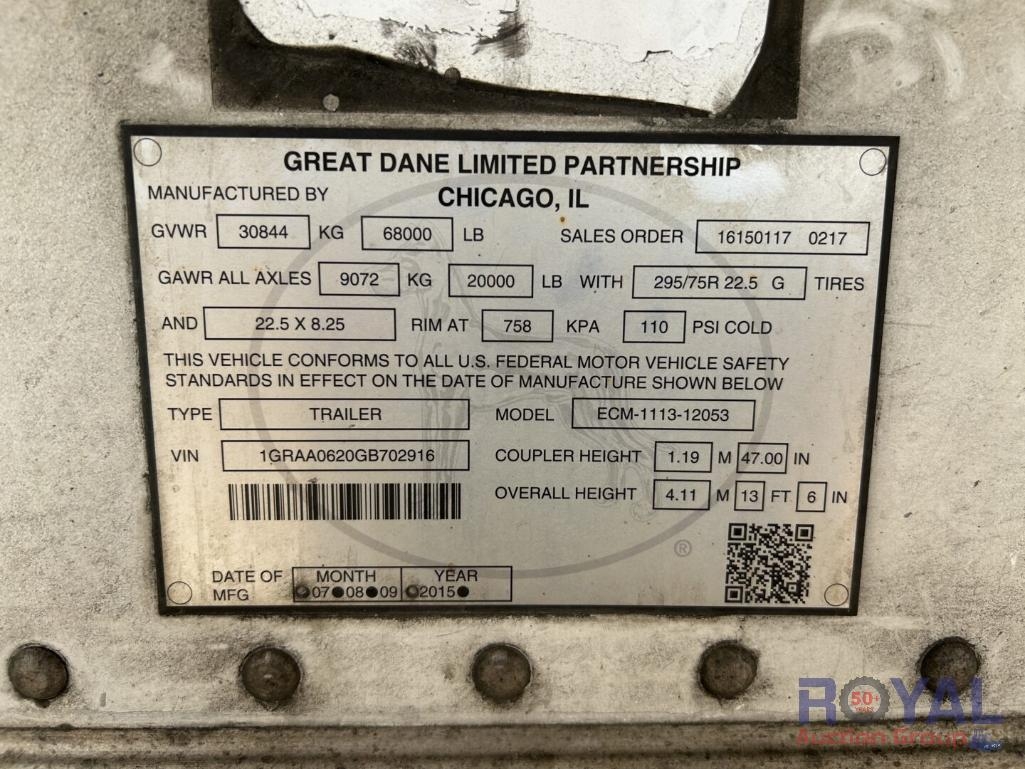 GREAT DANE LIMITED PARTNERSHIP
MANUFACTURED BY CHICAGO, IL
GVWR 30844 KG 68000 LB SALES ORDER 16150117 0217
GAWR ALL AXLES 9072 KG 20000 LB WITH 295/75R 22.5 G TIRES
AND 22.5 X 8.25 RIM AT 758 KPA 110 PSI COLD
THIS VEHICLE CONFORMS TO ALL U.S. FEDERAL MOTOR VEHICLE SAFETY
STANDARDS IN EFFECT ON THE DATE OF MANUFACTURE SHOWN BELOW
TYPE TRAILER MODEL ECM-1113-12053
VIN 1GRAA0620GB702916 COUPLER HEIGHT 1.19 M 47.00 IN
OVERALL HEIGHT 4.11 M 13 FT 6 IN
®
DATE OF MFG MONTH YEAR
07 08 09 2015
ROYAL
50+ YEARS
Auction Group